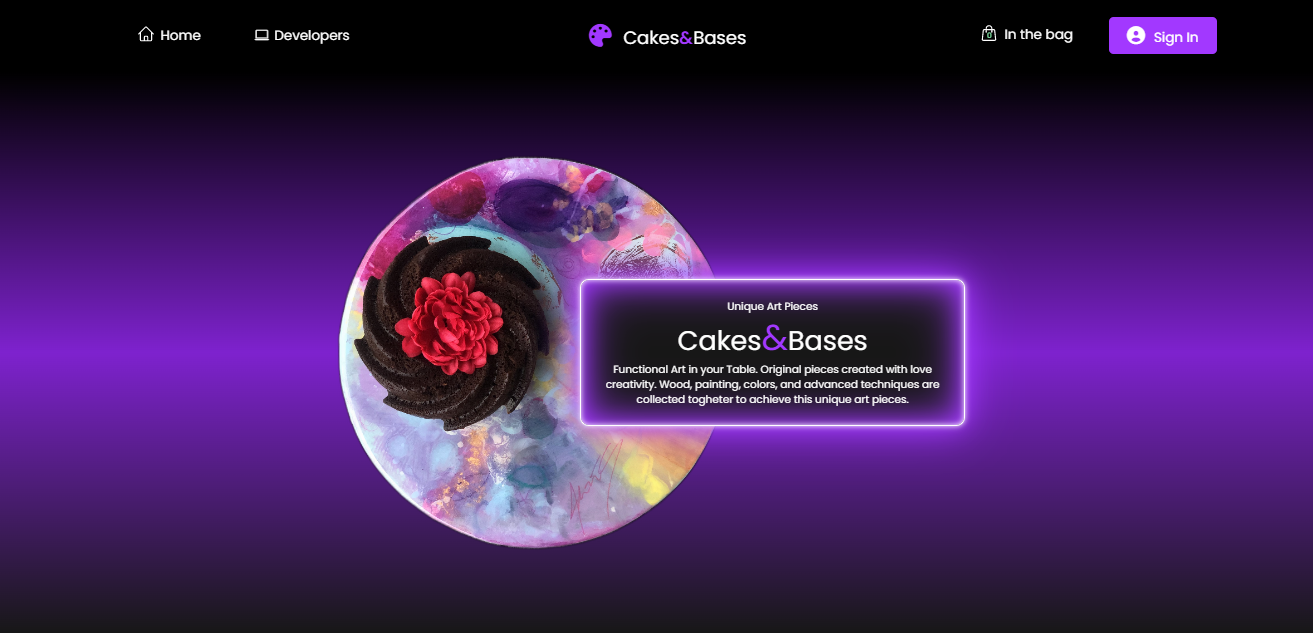 Home
Developers
Cakes&Bases
0
In the bag
Sign In
Unique Art Pieces
Cakes&Bases
Functional Art in your Table. Original pieces created with love
creativity. Wood, painting, colors, and advanced techniques are
collected togheter to achieve this unique art pieces.